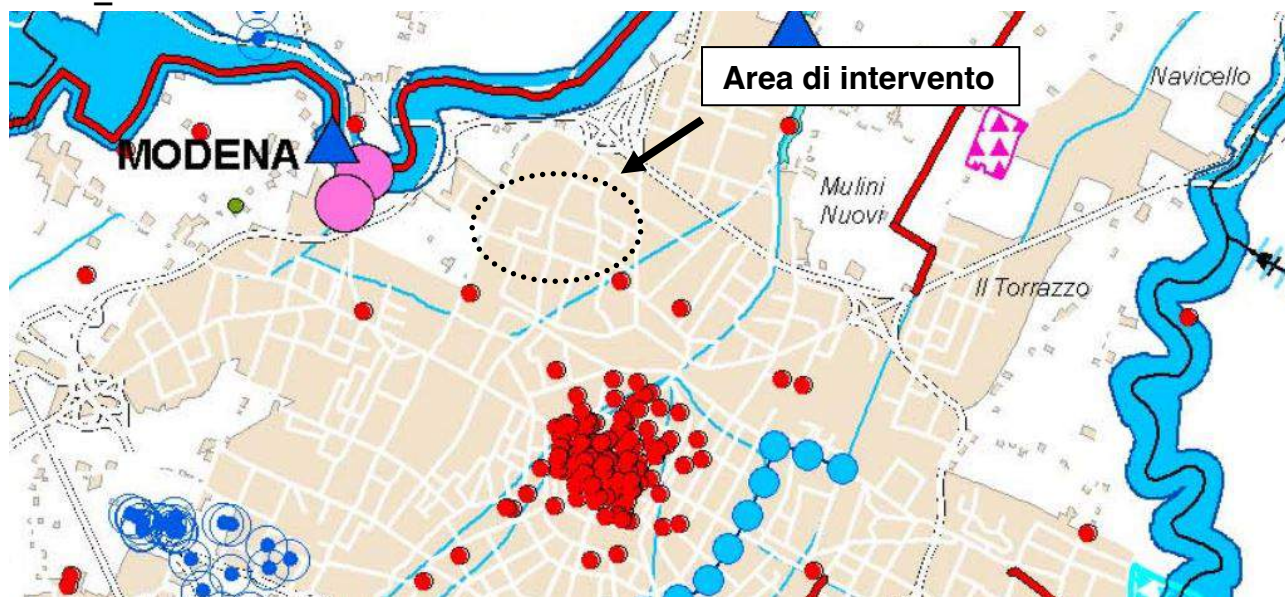 Area di intervento
Navicello
MODENA
Mulini
Nuovi
Il Torrazzo